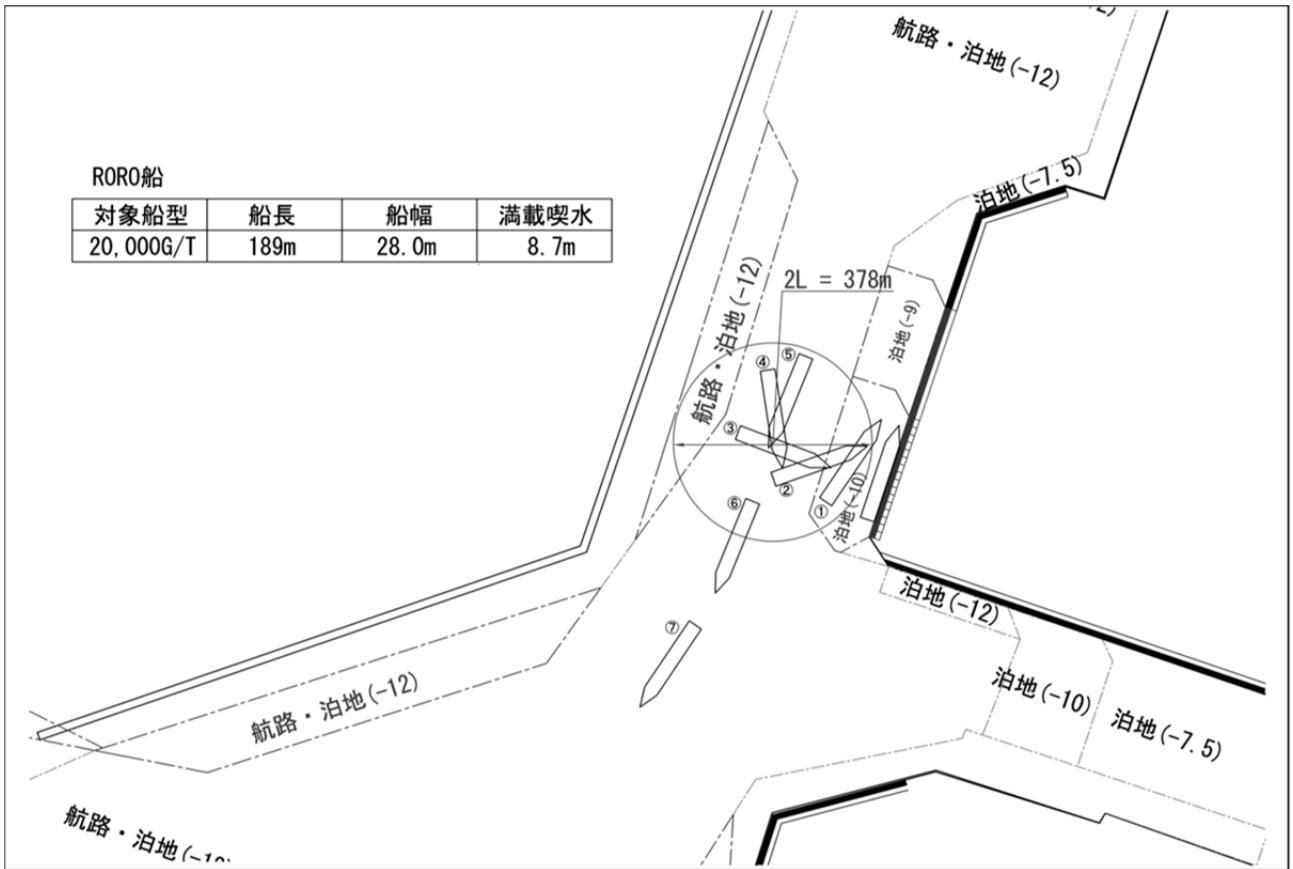 航路・泊地(-12)
RORO船
対象船型 船長 船幅 満載喫水
20,000G/T 189m 28.0m 8.7m
泊地(-7.5)
航路・泊地(-12)
2L = 378m
泊地(-9)
⑤
④
③
②
①
泊地(-10)
⑥
⑦
泊地(-12)
泊地(-10)
泊地(-7.5)
航路・泊地(-12)
航路・泊地